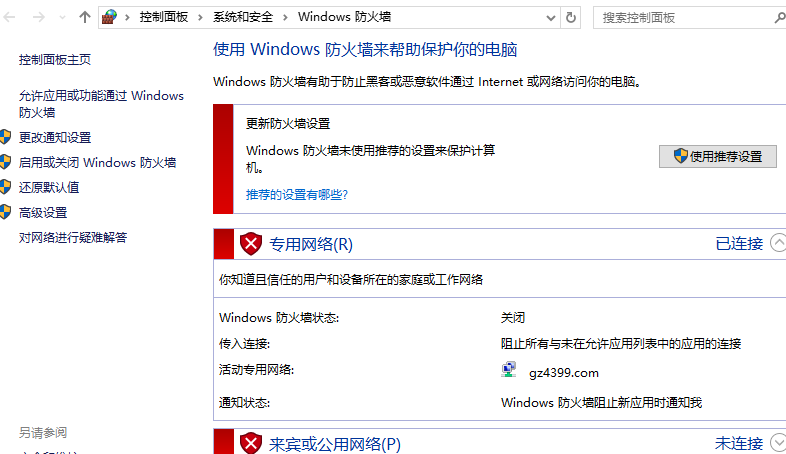 控制面板 › 系统和安全 › Windows 防火墙
搜索控制面板
控制面板主页
允许应用或功能通过 Windows
防火墙
更改通知设置
启用或关闭 Windows 防火墙
还原默认值
高级设置
对网络进行疑难解答
另请参阅
使用 Windows 防火墙来帮助保护你的电脑
Windows 防火墙有助于防止黑客或恶意软件通过 Internet 或网络访问你的电脑。
更新防火墙设置
Windows 防火墙未使用推荐的设置来保护计算
机。
使用推荐设置
推荐的设置有哪些?
专用网络(R) 已连接
你知道且信任的用户和设备所在的家庭或工作网络
Windows 防火墙状态: 关闭
传入连接: 阻止所有与未在允许应用列表中的应用的连接
活动专用网络: gz4399.com
通知状态: Windows 防火墙阻止新应用时通知我
来宾或公用网络(P) 未连接